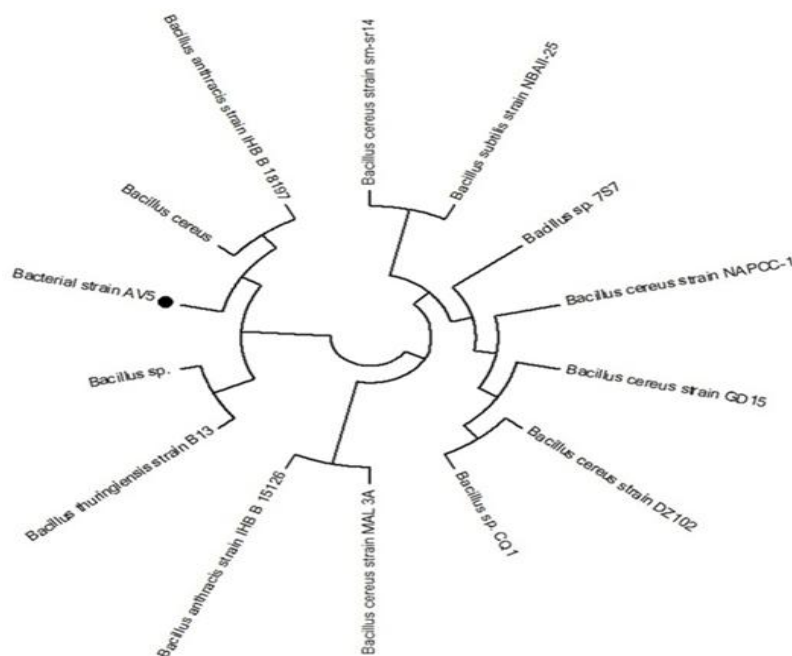 Bacillus anthracis strain IHB B 18197
Bacillus cereus strain sm-sr14
Bacillus subtilis strain NBAII-25
Bacillus sp. 7S7
Bacillus cereus strain NAPCC-1
Bacillus cereus strain GD15
Bacillus cereus strain DZ102
Bacillus sp. CQ1
Bacillus cereus strain MAL 3A
Bacillus anthracis strain IHB B 15126
Bacillus thuringiensis strain B13
Bacillus sp.
Bacterial strain AV5
Bacillus cereus